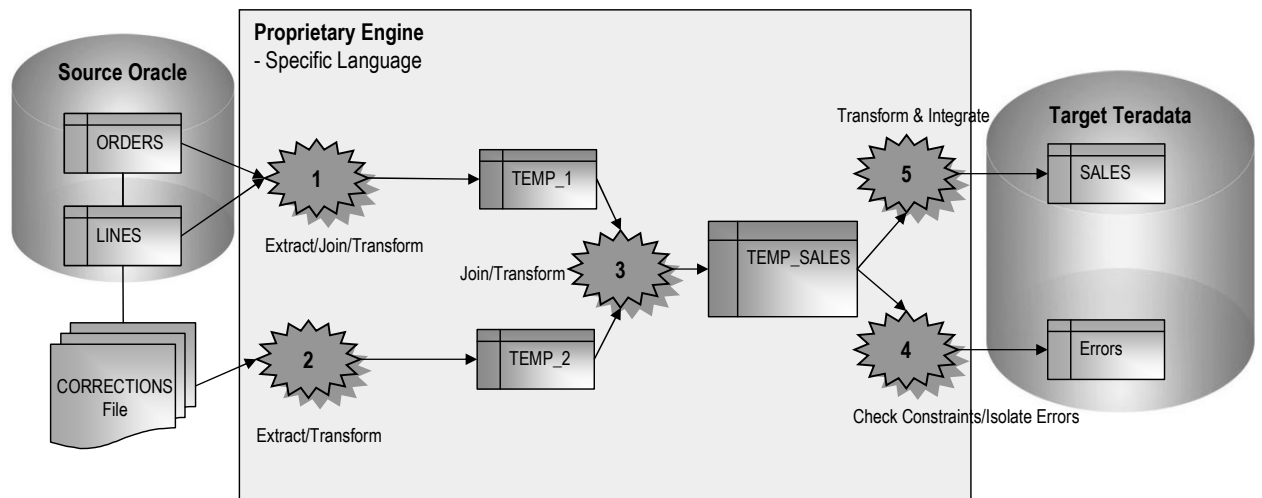 Proprietary Engine
- Specific Language
Source Oracle
ORDERS
LINES
CORRECTIONS
File
1
Extract/Join/Transform
2
Extract/Transform
TEMP_1
TEMP_2
Join/Transform
3
TEMP_SALES
Transform & Integrate
5
4
Check Constraints/Isolate Errors
Target Teradata
SALES
Errors